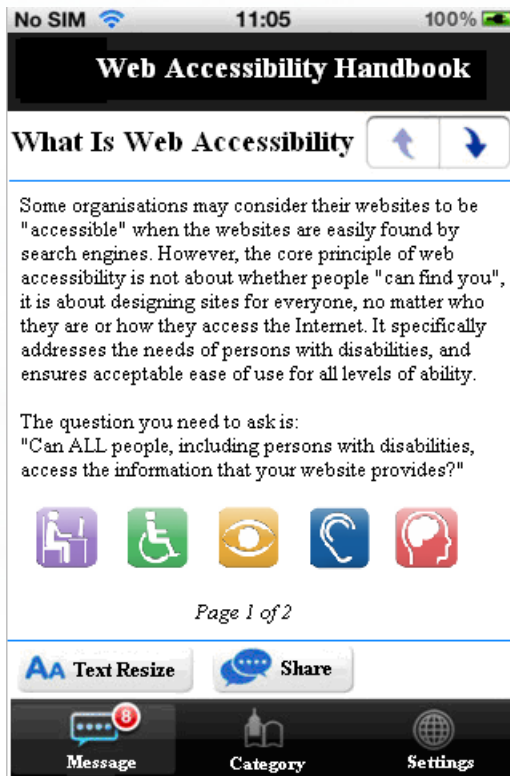 No SIM 11:05 100%
Web Accessibility Handbook
What Is Web Accessibility
Some organisations may consider their websites to be
"accessible" when the websites are easily found by
search engines. However, the core principle of web
accessibility is not about whether people "can find you",
it is about designing sites for everyone, no matter who
they are or how they access the Internet. It specifically
addresses the needs of persons with disabilities, and
ensures acceptable ease of use for all levels of ability.
The question you need to ask is:
"Can ALL people, including persons with disabilities,
access the information that your website provides?"
Page 1 of 2
AA Text Resize Share
8
Message Category Settings